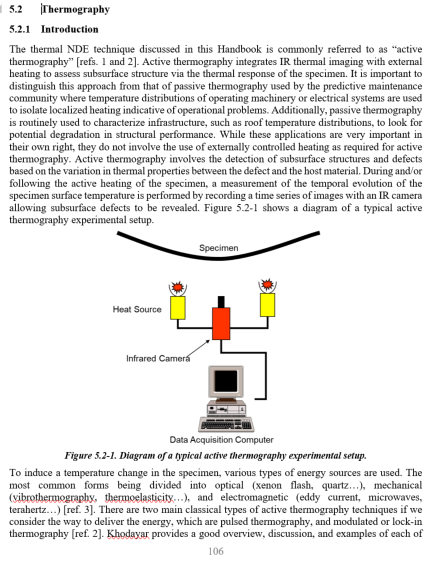 5.2 Thermography
5.2.1 Introduction
The thermal NDE technique discussed in this Handbook is commonly referred to as “active
thermography” [refs. 1 and 2]. Active thermography integrates IR thermal imaging with external
heating to assess subsurface structure via the thermal response of the specimen. It is important to
distinguish this approach from that of passive thermography used by the predictive maintenance
community where temperature distributions of operating machinery or electrical systems are used
to isolate localized heating indicative of operational problems. Additionally, passive thermography
is routinely used to characterize infrastructure, such as roof temperature distributions, to look for
potential degradation in structural performance. While these applications are very important in
their own right, they do not involve the use of externally controlled heating as required for active
thermography. Active thermography involves the detection of subsurface structures and defects
based on the variation in thermal properties between the defect and the host material. During and/or
following the active heating of the specimen, a measurement of the temporal evolution of the
specimen surface temperature is performed by recording a time series of images with an IR camera
allowing subsurface defects to be revealed. Figure 5.2-1 shows a diagram of a typical active
thermography experimental setup.
Specimen
Heat Source
Infrared Camera
Data Acquisition Computer
Figure 5.2-1. Diagram of a typical active thermography experimental setup.
To induce a temperature change in the specimen, various types of energy sources are used. The
most common forms being divided into optical (xenon flash, quartz…), mechanical
(vibrothermography, thermoelasticity…), and electromagnetic (eddy current, microwaves,
terahertz…) [ref. 3]. There are two main classical types of active thermography techniques if we
consider the way to deliver the energy, which are pulsed thermography, and modulated or lock-in
thermography [ref. 2]. Khodayar provides a good overview, discussion, and examples of each of
106